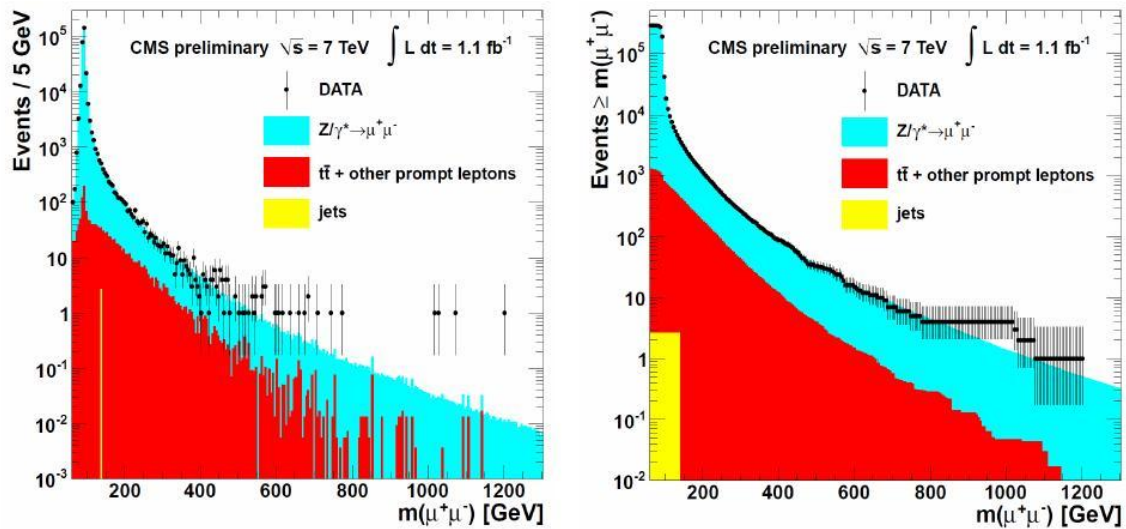 CMS preliminary √s = 7 TeV ∫ L dt = 1.1 fb⁻¹
DATA
Z/γ*→μ⁺μ⁻
tt̄ + other prompt leptons
jets
Events / 5 GeV
10⁵
10⁴
10³
10²
10
1
10⁻¹
10⁻²
10⁻³
200 400 600 800 1000 1200
m(μ⁺μ⁻) [GeV]
CMS preliminary √s = 7 TeV ∫ L dt = 1.1 fb⁻¹
DATA
Z/γ*→μ⁺μ⁻
tt̄ + other prompt leptons
jets
Events ≥ m(μ⁺μ⁻)
10⁵
10⁴
10³
10²
10
1
10⁻¹
10⁻²
200 400 600 800 1000 1200
m(μ⁺μ⁻) [GeV]